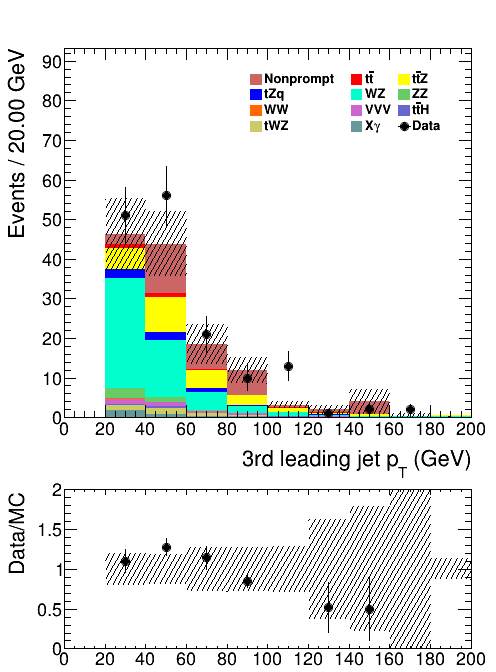 Events / 20.00 GeV
90
80
70
60
50
40
30
20
10
0
Nonprompt tt̄ tt̄Z
tZq WZ ZZ
WW VVV tt̄H
tWZ Xγ Data
0 20 40 60 80 100 120 140 160 180 200
3rd leading jet p_T (GeV)
Data/MC
2
1.5
1
0.5
0
0 20 40 60 80 100 120 140 160 180 200